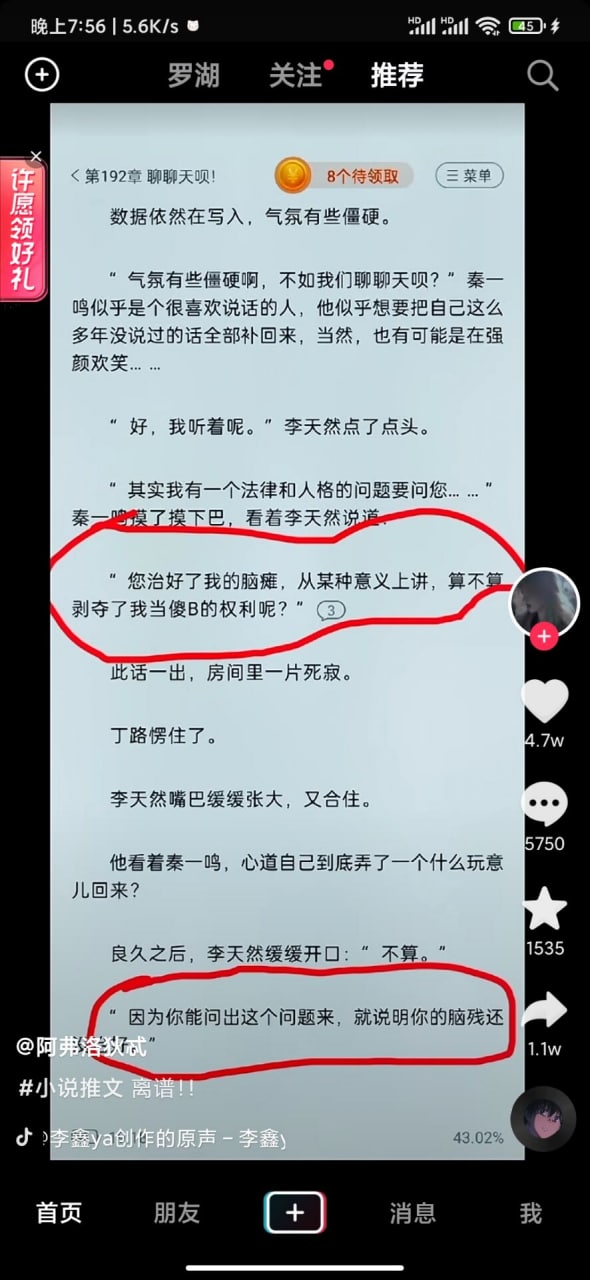 晚上7:56 | 5.6K/s
HD HD 45
罗湖 关注 推荐
许愿领好礼
第192章 聊聊天呗! 8个待领取 菜单
数据依然在写入，气氛有些僵硬。
“ 气氛有些僵硬啊，不如我们聊聊天呗？”秦一
鸣似乎是个很喜欢说话的人，他似乎想要把自己这么
多年没说过的话全部补回来，当然，也有可能是在强
颜欢笑... ...
“ 好，我听着呢。”李天然点了点头。
“ 其实我有一个法律和人格的问题要问您... ...”
秦一鸣摸了摸下巴，看着李天然说道：
“ 您治好了我的脑瘫，从某种意义上讲，算不算
剥夺了我当傻B的权利呢？” 3
此话一出，房间里一片死寂。
丁路愣住了。
李天然嘴巴缓缓张大，又合住。
他看着秦一鸣，心道自己到底弄了一个什么玩意
儿回来？
良久之后，李天然缓缓开口：“ 不算。”
“ 因为你能问出这个问题来，就说明你的脑残还
”
4.7w
5750
1535
1.1w
@阿弗洛狄忒
#小说推文 离谱!!
@李鑫ya创作的原声 – 李鑫y
43.02%
首页 朋友 消息 我